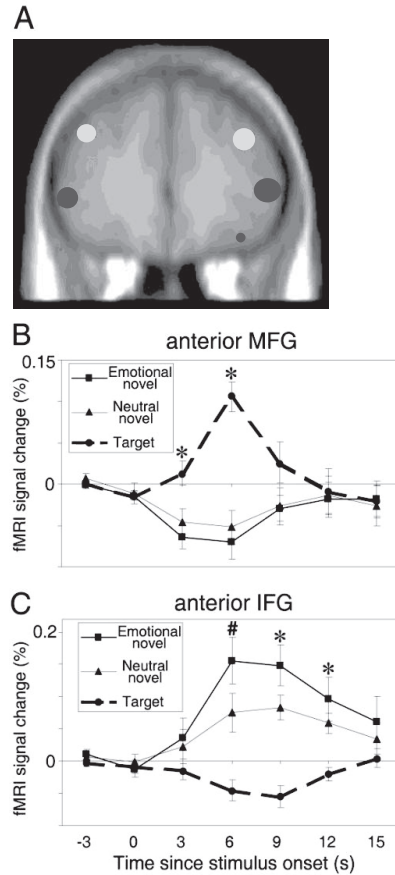 A
B
anterior MFG
0.15
Emotional
novel
Neutral
novel
Target
*
*
0
fMRI signal change (%)
C
anterior IFG
0.2
Emotional
novel
Neutral
novel
Target
#
*
*
0
fMRI signal change (%)
-3 0 3 6 9 12 15
Time since stimulus onset (s)